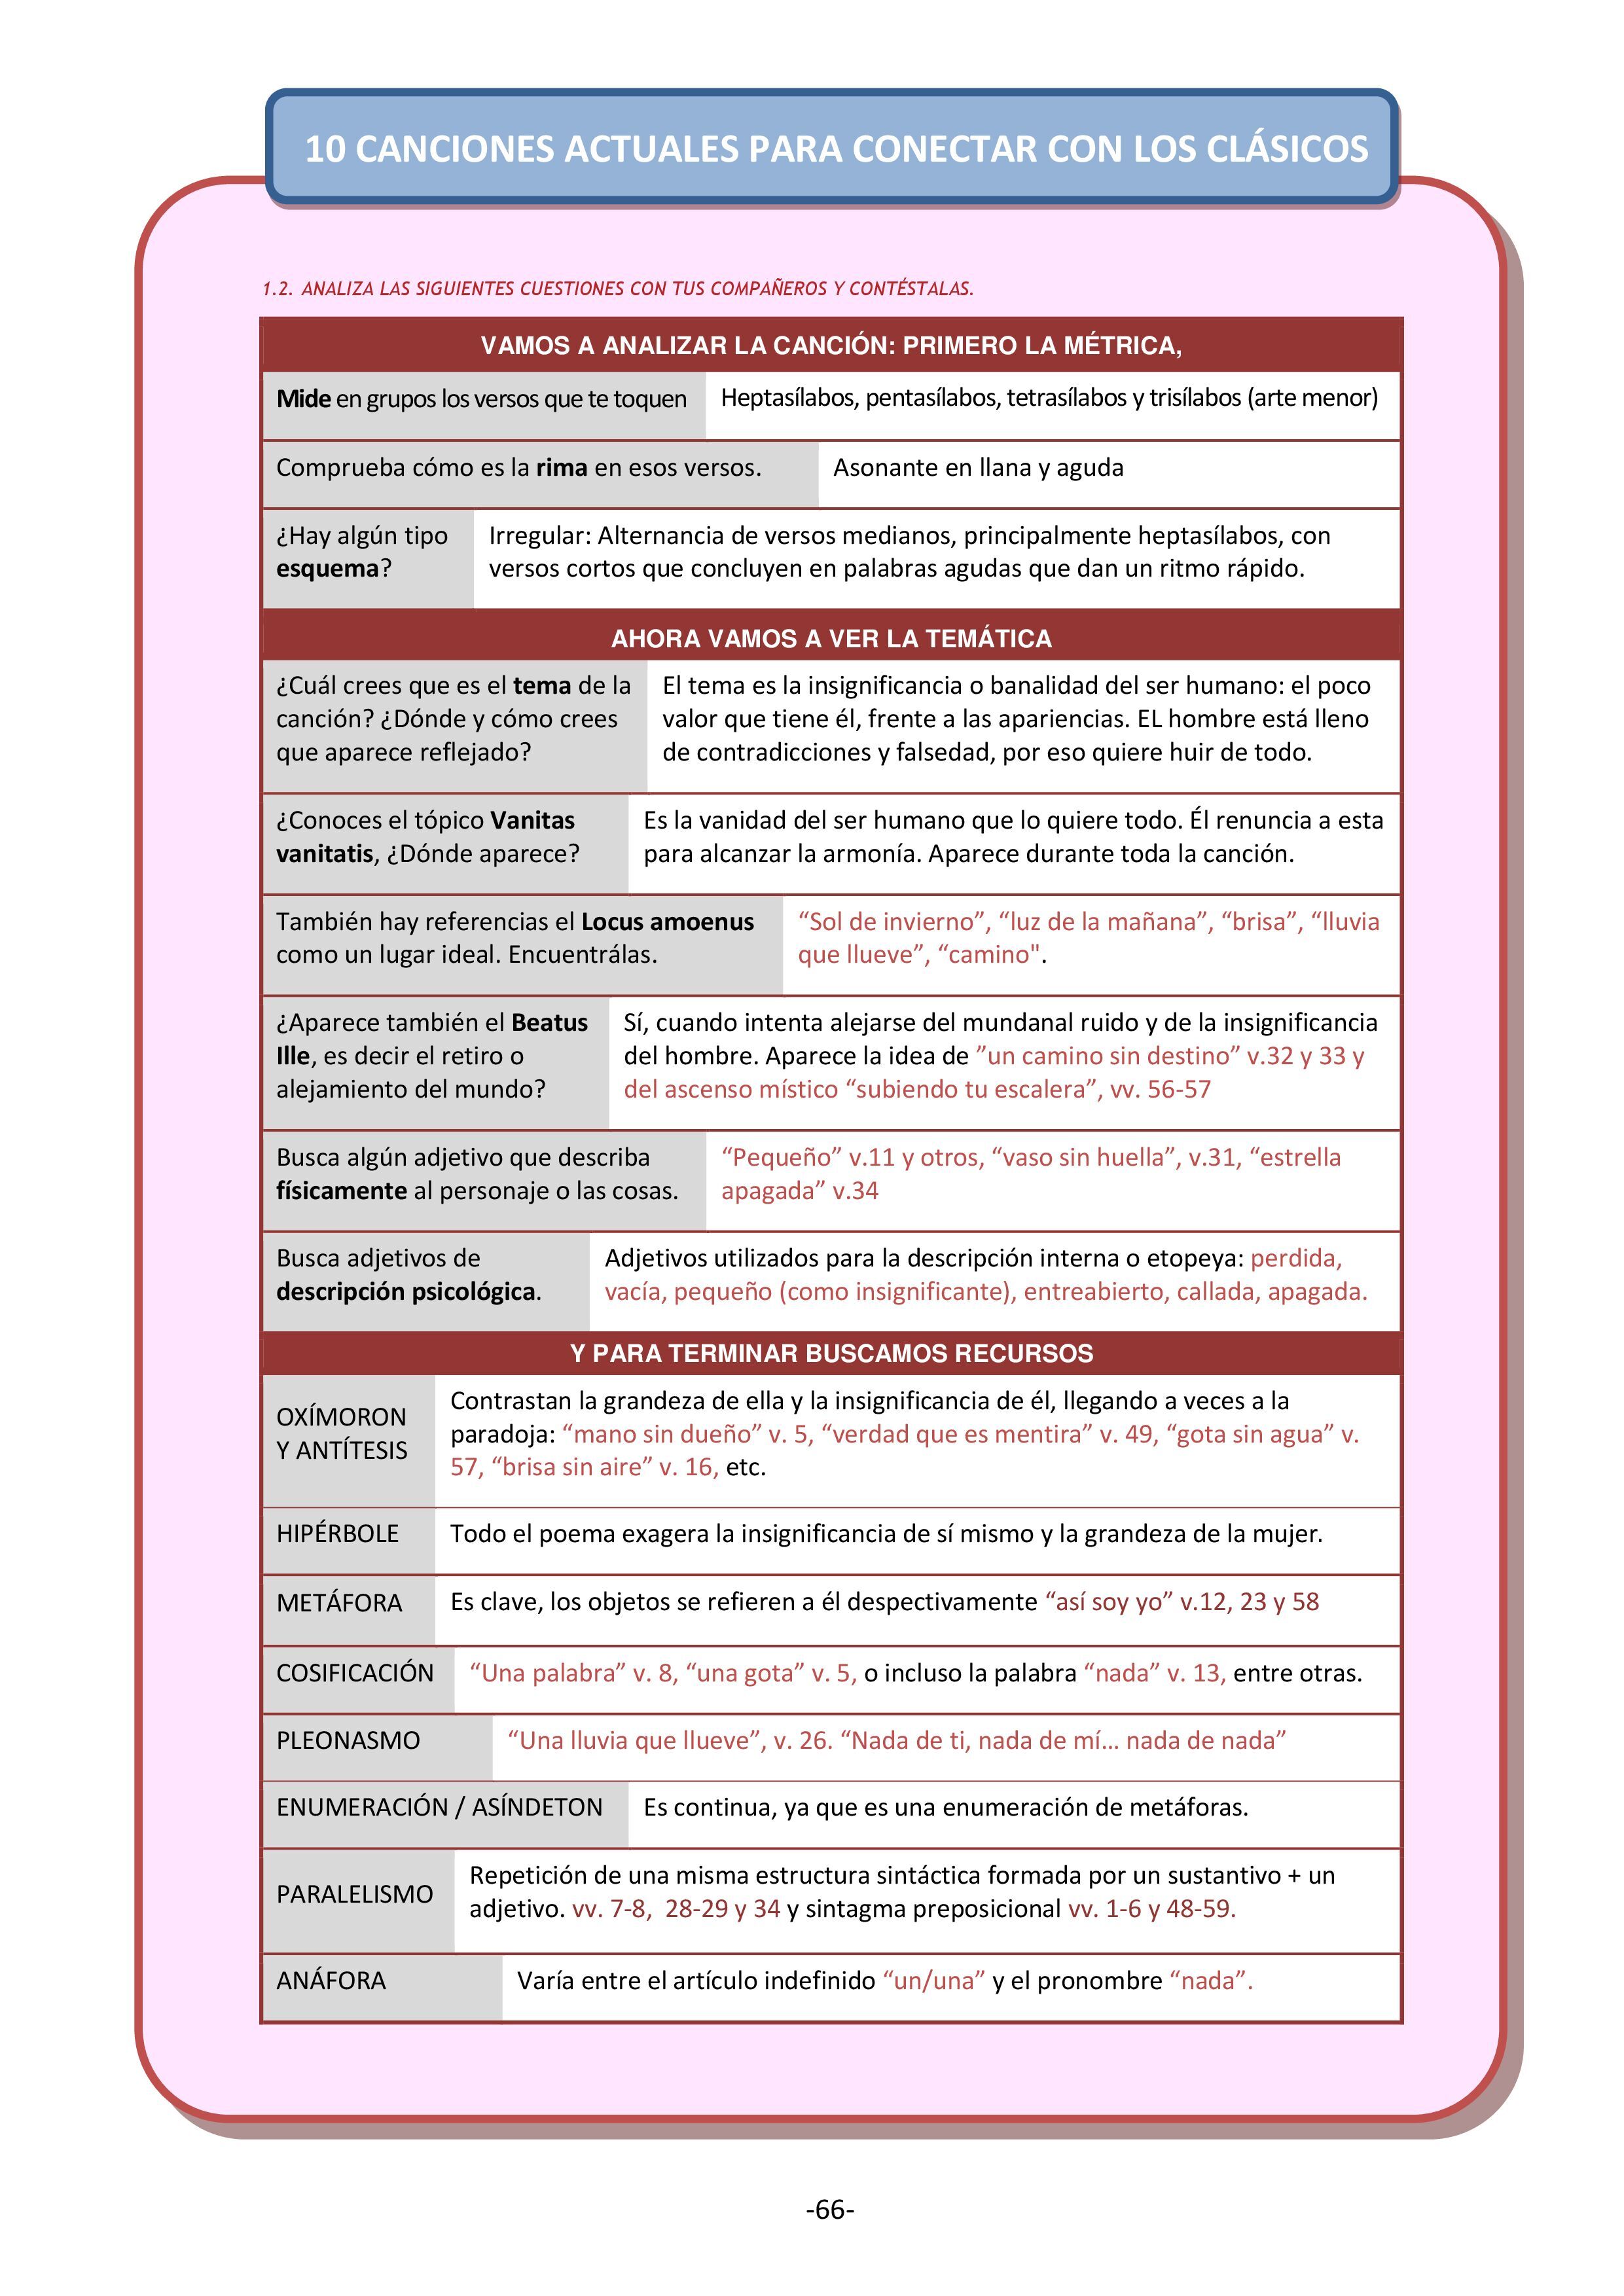 10 CANCIONES ACTUALES PARA CONECTAR CON LOS CLÁSICOS
1.2. ANALIZA LAS SIGUIENTES CUESTIONES CON TUS COMPAÑEROS Y CONTÉSTALAS.
VAMOS A ANALIZAR LA CANCIÓN: PRIMERO LA MÉTRICA,
Mide en grupos los versos que te toquen
Heptasílabos, pentasílabos, tetrasílabos y trisílabos (arte menor)
Comprueba cómo es la rima en esos versos.
Asonante en llana y aguda
¿Hay algún tipo
esquema?
Irregular: Alternancia de versos medianos, principalmente heptasílabos, con
versos cortos que concluyen en palabras agudas que dan un ritmo rápido.
AHORA VAMOS A VER LA TEMÁTICA
¿Cuál crees que es el tema de la
canción? ¿Dónde y cómo crees
que aparece reflejado?
El tema es la insignificancia o banalidad del ser humano: el poco
valor que tiene él, frente a las apariencias. EL hombre está lleno
de contradicciones y falsedad, por eso quiere huir de todo.
¿Conoces el tópico Vanitas
vanitatis, ¿Dónde aparece?
Es la vanidad del ser humano que lo quiere todo. Él renuncia a esta
para alcanzar la armonía. Aparece durante toda la canción.
También hay referencias el Locus amoenus
como un lugar ideal. Encuentrálas.
“Sol de invierno”, “luz de la mañana”, “brisa”, “lluvia
que llueve”, “camino".
¿Aparece también el Beatus
Ille, es decir el retiro o
alejamiento del mundo?
Sí, cuando intenta alejarse del mundanal ruido y de la insignificancia
del hombre. Aparece la idea de ”un camino sin destino” v.32 y 33 y
del ascenso místico “subiendo tu escalera”, vv. 56-57
Busca algún adjetivo que describa
físicamente al personaje o las cosas.
“Pequeño” v.11 y otros, “vaso sin huella”, v.31, “estrella
apagada” v.34
Busca adjetivos de
descripción psicológica.
Adjetivos utilizados para la descripción interna o etopeya: perdida,
vacía, pequeño (como insignificante), entreabierto, callada, apagada.
Y PARA TERMINAR BUSCAMOS RECURSOS
OXÍMORON
Y ANTÍTESIS
Contrastan la grandeza de ella y la insignificancia de él, llegando a veces a la
paradoja: “mano sin dueño” v. 5, “verdad que es mentira” v. 49, “gota sin agua” v.
57, “brisa sin aire” v. 16, etc.
HIPÉRBOLE
Todo el poema exagera la insignificancia de sí mismo y la grandeza de la mujer.
METÁFORA
Es clave, los objetos se refieren a él despectivamente “así soy yo” v.12, 23 y 58
COSIFICACIÓN
“Una palabra” v. 8, “una gota” v. 5, o incluso la palabra “nada” v. 13, entre otras.
PLEONASMO
“Una lluvia que llueve”, v. 26. “Nada de ti, nada de mí… nada de nada”
ENUMERACIÓN / ASÍNDETON
Es continua, ya que es una enumeración de metáforas.
PARALELISMO
Repetición de una misma estructura sintáctica formada por un sustantivo + un
adjetivo. vv. 7-8, 28-29 y 34 y sintagma preposicional vv. 1-6 y 48-59.
ANÁFORA
Varía entre el artículo indefinido “un/una” y el pronombre “nada”.
-66-